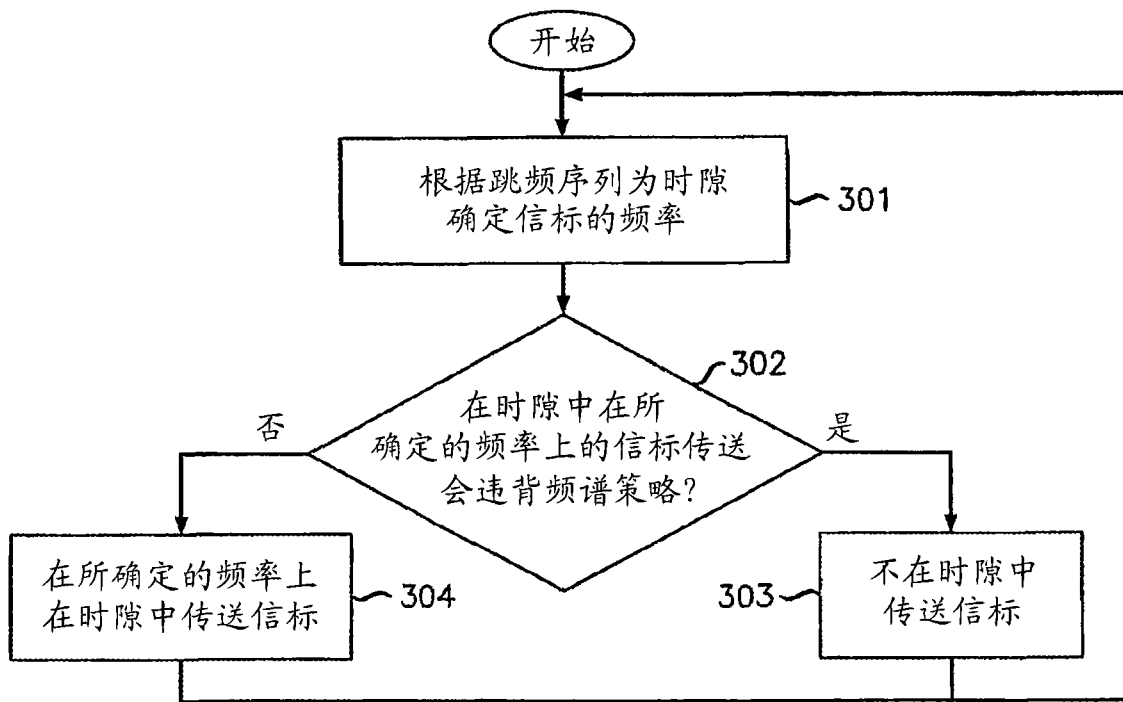 开始
根据跳频序列为时隙
确定信标的频率
301
302
在时隙中在所
确定的频率上的信标传送
会违背频谱策略?
否
是
在所确定的频率上
在时隙中传送信标
304
303
不在时隙中
传送信标